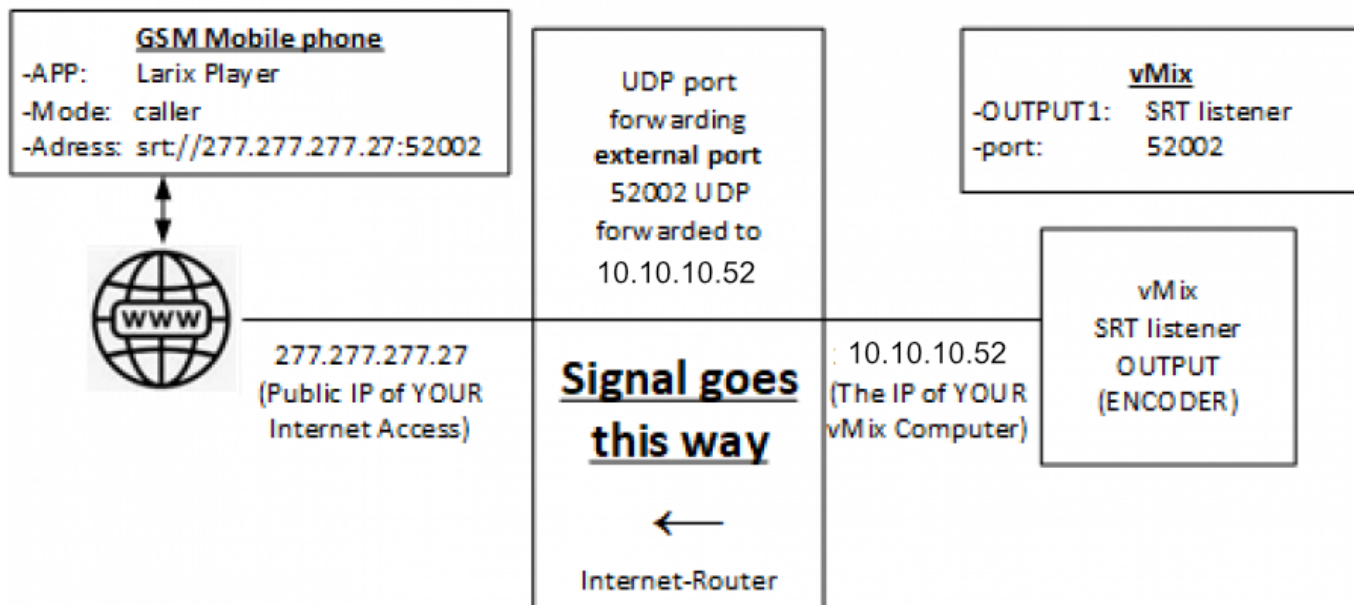 GSM Mobile phone
-APP: Larix Player
-Mode: caller
-Adress: srt://277.277.277.27:52002
UDP port
forwarding
external port
52002 UDP
forwarded to
10.10.10.52
vMix
-OUTPUT1: SRT listener
-port: 52002
WWW
277.277.277.27
(Public IP of YOUR
Internet Access)
Signal goes
this way
←
Internet-Router
: 10.10.10.52
(The IP of YOUR
vMix Computer)
vMix
SRT listener
OUTPUT
(ENCODER)